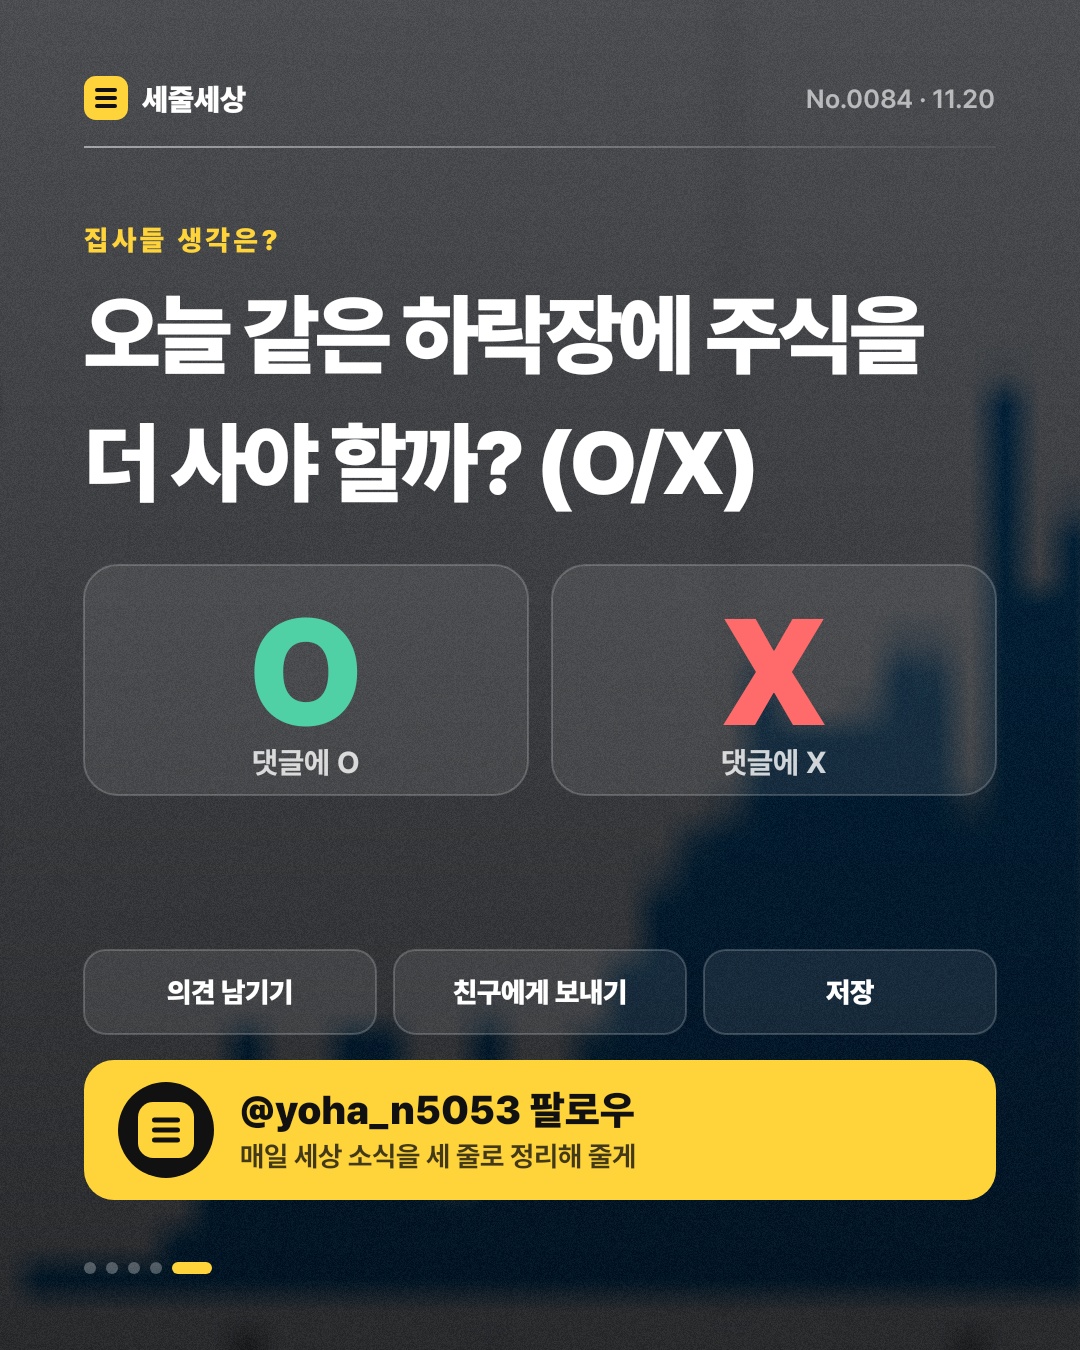 세줄세상
No.0084 · 11.20
집사들 생각은?
오늘 같은 하락장에 주식을
더 사야 할까? (O/X)
O
댓글에 O
X
댓글에 X
의견 남기기
친구에게 보내기
저장
@yoha_n5053 팔로우
매일 세상 소식을 세 줄로 정리해 줄게